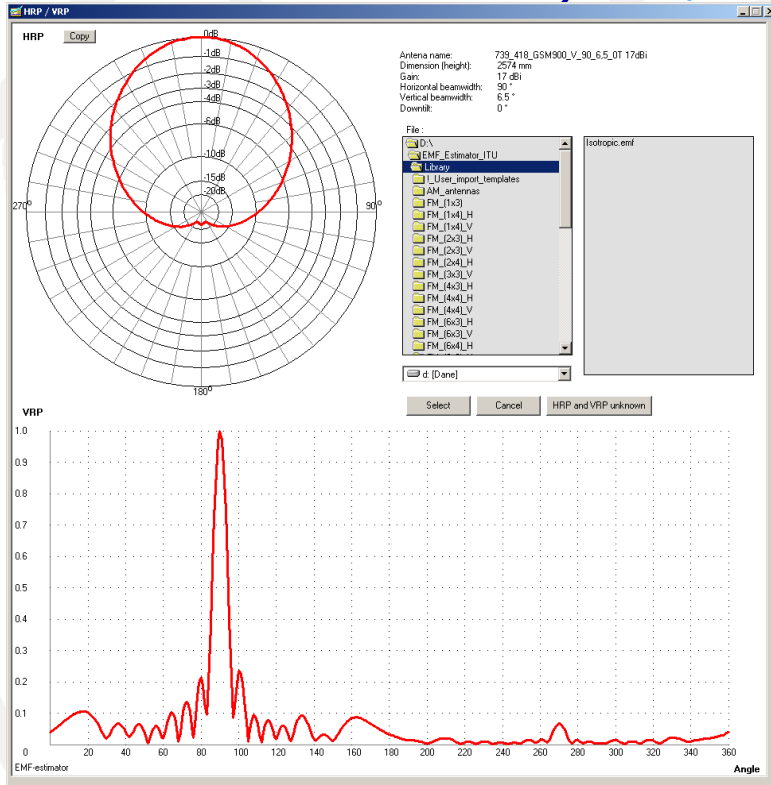 HRP / VRP
HRP Copy
0dB
-1dB
-2dB
-3dB
-4dB
-6dB
-10dB
-15dB
-20dB
270º
90º
180º
Antena name: 739_418_GSM900_V_90_6,5_0T 17dBi
Dimension (height): 2574 mm
Gain: 17 dBi
Horizontal beamwidth: 90 °
Vertical beamwidth: 6.5 °
Downtilt: 0 °
File :
D:\
EMF_Estimator_ITU
Library
!_User_import_templates
AM_antennas
FM_(1x3)
FM_(1x4)_H
FM_(1x4)_V
FM_(2x3)_H
FM_(2x3)_V
FM_(2x4)_H
FM_(3x3)_V
FM_(4x3)_H
FM_(4x4)_H
FM_(4x4)_V
FM_(6x3)_H
FM_(6x3)_V
FM_(6x4)_H
Isotropic.emf
d: [Dane]
Select Cancel HRP and VRP unknown
VRP
1.0
0.9
0.8
0.7
0.6
0.5
0.4
0.3
0.2
0.1
0 20 40 60 80 100 120 140 160 180 200 220 240 260 280 300 320 340 360
EMF-estimator
Angle